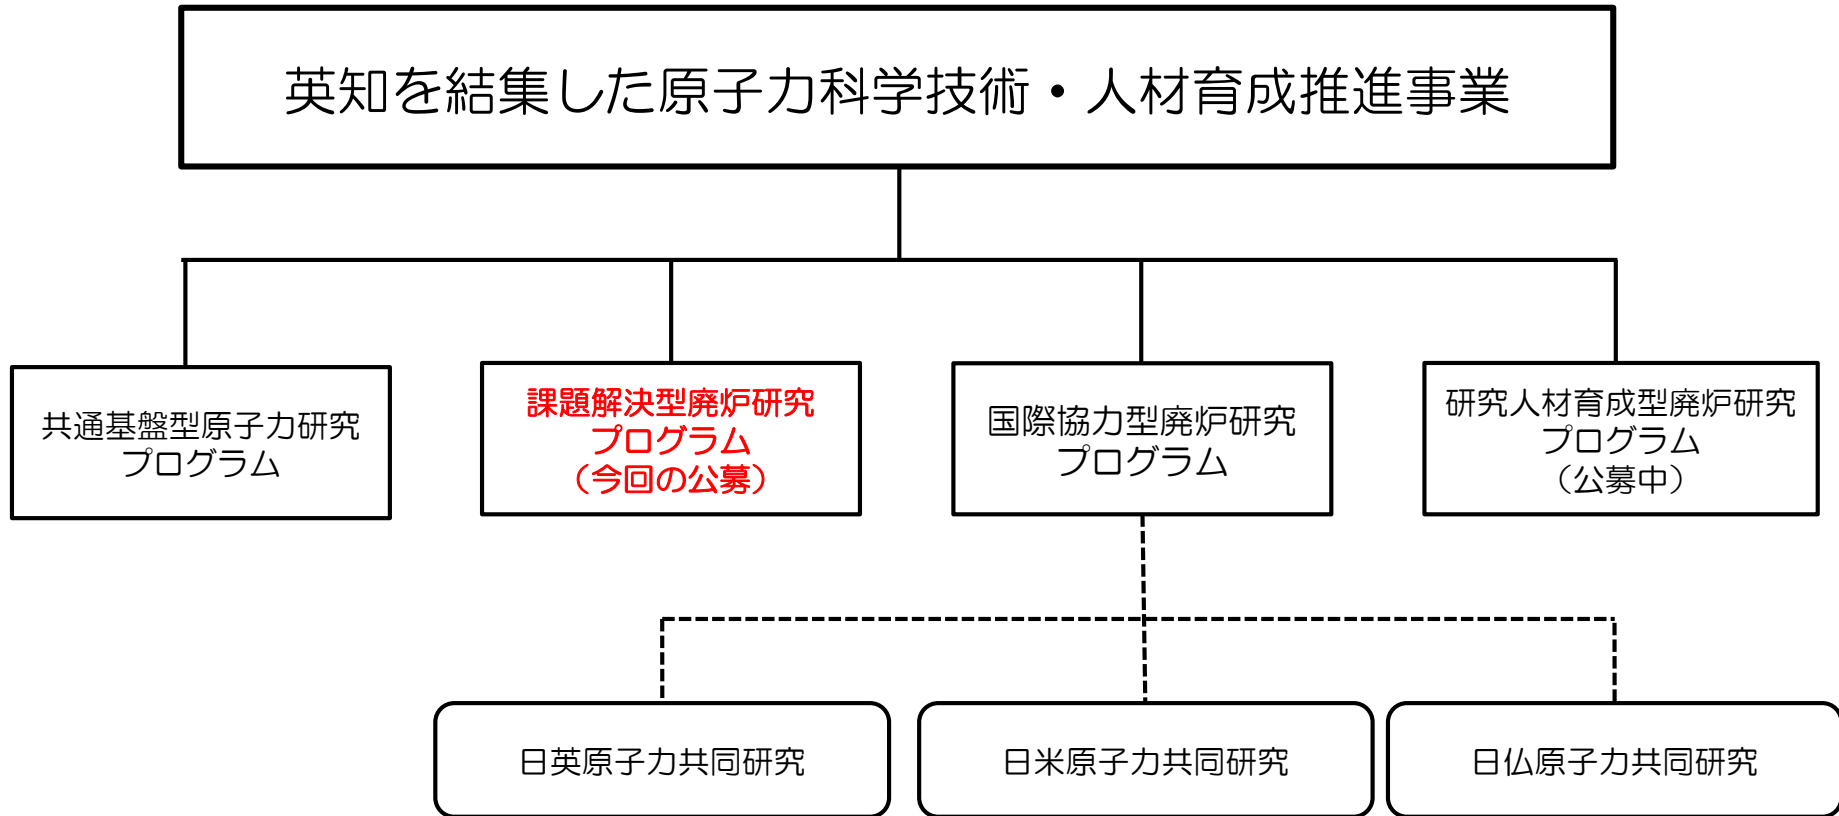 英知を結集した原子力科学技術・人材育成推進事業
共通基盤型原子力研究
プログラム
課題解決型廃炉研究
プログラム
（今回の公募）
国際協力型廃炉研究
プログラム
研究人材育成型廃炉研究
プログラム
（公募中）
日英原子力共同研究
日米原子力共同研究
日仏原子力共同研究